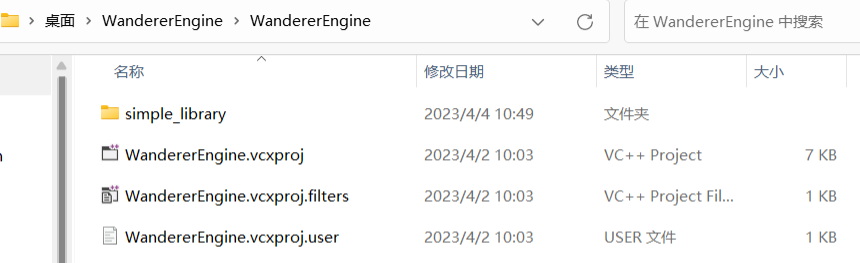 桌面 > WandererEngine > WandererEngine 在 WandererEngine 中搜索
名称 修改日期 类型 大小
simple_library 2023/4/4 10:49 文件夹
WandererEngine.vcxproj 2023/4/2 10:03 VC++ Project 7 KB
WandererEngine.vcxproj.filters 2023/4/2 10:03 VC++ Project Fil... 1 KB
WandererEngine.vcxproj.user 2023/4/2 10:03 USER 文件 1 KB